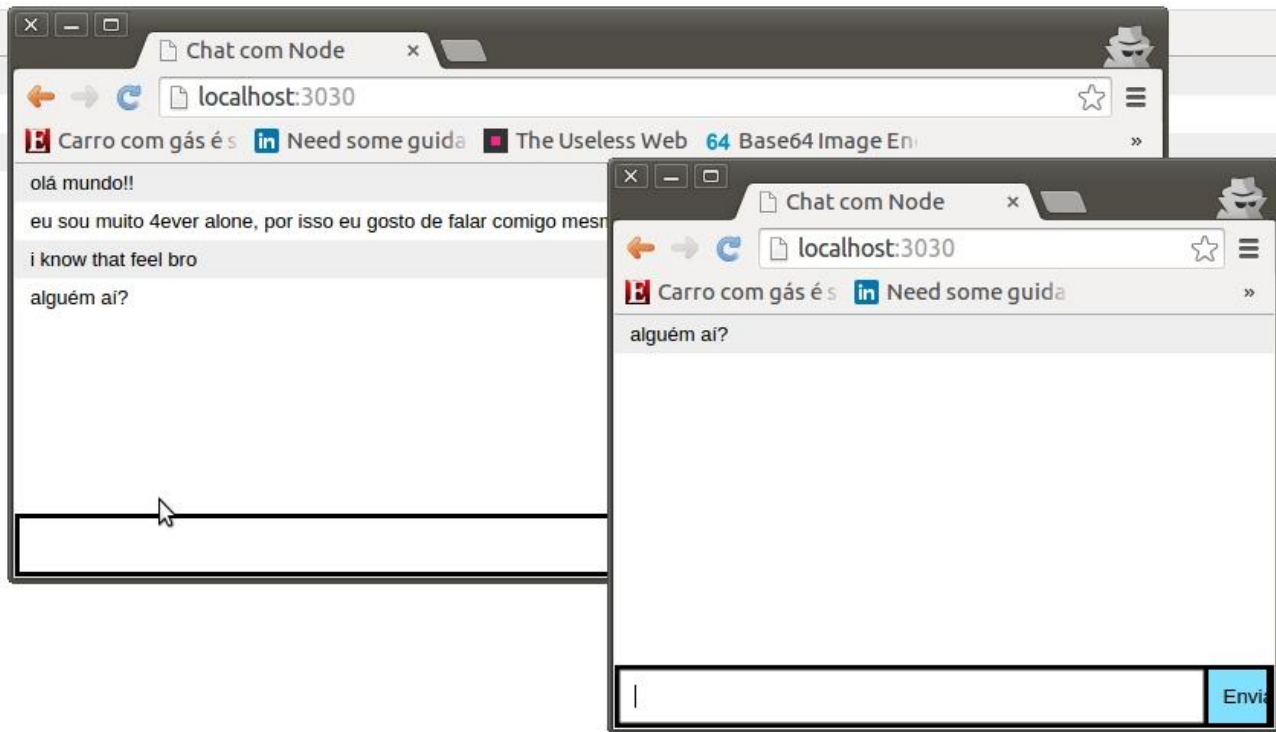 Chat com Node
localhost:3030
Carro com gás é s Need some guida The Useless Web 64 Base64 Image En
olá mundo!!
eu sou muito 4ever alone, por isso eu gosto de falar comigo mesm
i know that feel bro
alguém aí?
Chat com Node
localhost:3030
Carro com gás é s Need some guida
alguém aí?
Envia